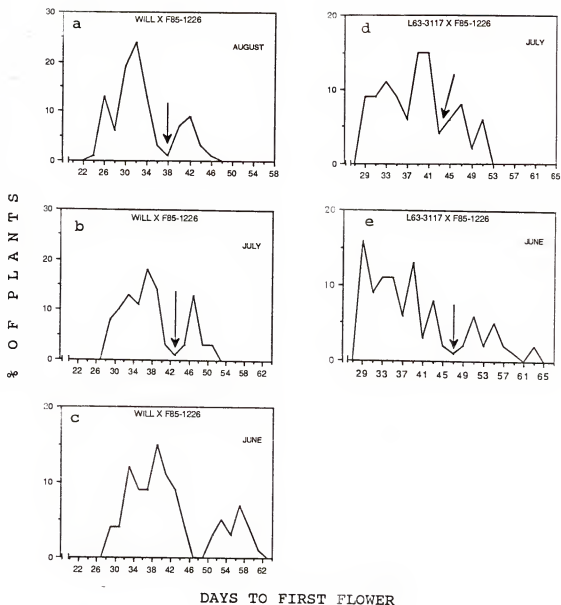 a
WILL X F85-1226
AUGUST
30
20
10
0
22 26 30 34 38 42 46 50 54 58
b
WILL X F85-1226
JULY
30
20
10
0
22 26 30 34 38 42 46 50 54 58 62
c
WILL X F85-1226
JUNE
30
20
10
0
22 26 30 34 38 42 46 50 54 58 62
d
L63-3117 X F85-1226
JULY
20
10
0
29 33 37 41 45 49 53 57 61 65
e
L63-3117 X F85-1226
JUNE
20
10
0
29 33 37 41 45 49 53 57 61 65
% OF PLANTS
DAYS TO FIRST FLOWER